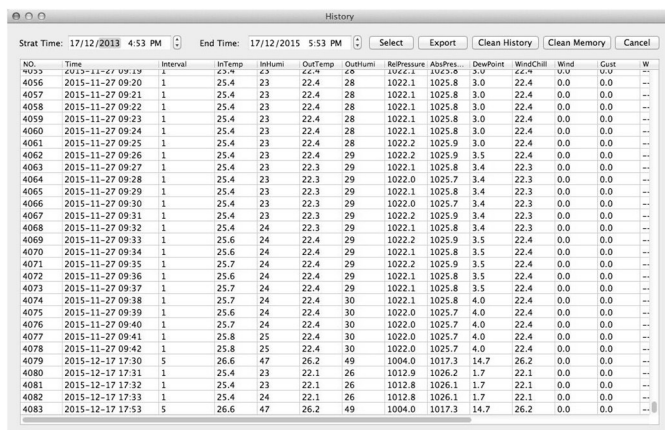 History
Strat Time: 17/12/2013 4:53 PM End Time: 17/12/2015 5:53 PM Select Export Clean History Clean Memory Cancel
NO. Time Interval InTemp InHumi OutTemp OutHumi RelPressure AbsPres... DewPoint WindChill Wind Gust W
4055 2015-11-27 09:19 1 25.4 23 22.4 28 1022.1 1025.8 3.0 22.4 0.0 0.0
4056 2015-11-27 09:20 1 25.4 23 22.4 28 1022.1 1025.8 3.0 22.4 0.0 0.0 --
4057 2015-11-27 09:21 1 25.4 23 22.4 28 1022.1 1025.8 3.0 22.4 0.0 0.0 --
4058 2015-11-27 09:22 1 25.4 23 22.4 28 1022.1 1025.8 3.0 22.4 0.0 0.0 --
4059 2015-11-27 09:23 1 25.4 23 22.4 28 1022.1 1025.8 3.0 22.4 0.0 0.0 --
4060 2015-11-27 09:24 1 25.4 23 22.4 28 1022.1 1025.8 3.0 22.4 0.0 0.0 --
4061 2015-11-27 09:25 1 25.4 23 22.4 28 1022.2 1025.9 3.0 22.4 0.0 0.0 --
4062 2015-11-27 09:26 1 25.4 23 22.4 29 1022.2 1025.9 3.5 22.4 0.0 0.0 --
4063 2015-11-27 09:27 1 25.4 23 22.3 29 1022.1 1025.8 3.4 22.3 0.0 0.0 --
4064 2015-11-27 09:28 1 25.4 23 22.3 29 1022.0 1025.7 3.4 22.3 0.0 0.0 --
4065 2015-11-27 09:29 1 25.4 23 22.3 29 1022.1 1025.8 3.4 22.3 0.0 0.0 --
4066 2015-11-27 09:30 1 25.4 23 22.3 29 1022.0 1025.7 3.4 22.3 0.0 0.0 --
4067 2015-11-27 09:31 1 25.4 23 22.3 29 1022.2 1025.9 3.4 22.3 0.0 0.0 --
4068 2015-11-27 09:32 1 25.4 24 22.3 29 1022.1 1025.8 3.4 22.3 0.0 0.0 --
4069 2015-11-27 09:33 1 25.6 24 22.4 29 1022.2 1025.9 3.5 22.4 0.0 0.0 --
4070 2015-11-27 09:34 1 25.6 24 22.4 29 1022.1 1025.8 3.5 22.4 0.0 0.0 --
4071 2015-11-27 09:35 1 25.7 24 22.4 29 1022.2 1025.9 3.5 22.4 0.0 0.0 --
4072 2015-11-27 09:36 1 25.6 24 22.4 29 1022.1 1025.8 3.5 22.4 0.0 0.0 --
4073 2015-11-27 09:37 1 25.7 24 22.4 29 1022.1 1025.8 3.5 22.4 0.0 0.0 --
4074 2015-11-27 09:38 1 25.7 24 22.4 30 1022.1 1025.8 4.0 22.4 0.0 0.0 --
4075 2015-11-27 09:39 1 25.6 24 22.4 30 1022.0 1025.7 4.0 22.4 0.0 0.0 --
4076 2015-11-27 09:40 1 25.7 24 22.4 30 1022.0 1025.7 4.0 22.4 0.0 0.0 --
4077 2015-11-27 09:41 1 25.8 25 22.4 30 1022.0 1025.7 4.0 22.4 0.0 0.0 --
4078 2015-11-27 09:42 1 25.8 25 22.4 30 1022.0 1025.7 4.0 22.4 0.0 0.0 --
4079 2015-12-17 17:30 5 26.6 47 26.2 49 1004.0 1017.3 14.7 26.2 0.0 0.0 --
4080 2015-12-17 17:31 1 25.4 23 22.1 26 1012.9 1026.2 1.7 22.1 0.0 0.0 --
4081 2015-12-17 17:32 1 25.4 23 22.1 26 1012.8 1026.1 1.7 22.1 0.0 0.0 --
4082 2015-12-17 17:33 1 25.4 24 22.1 26 1012.8 1026.1 1.7 22.1 0.0 0.0 --
4083 2015-12-17 17:53 5 26.6 47 26.2 49 1004.0 1017.3 14.7 26.2 0.0 0.0 --